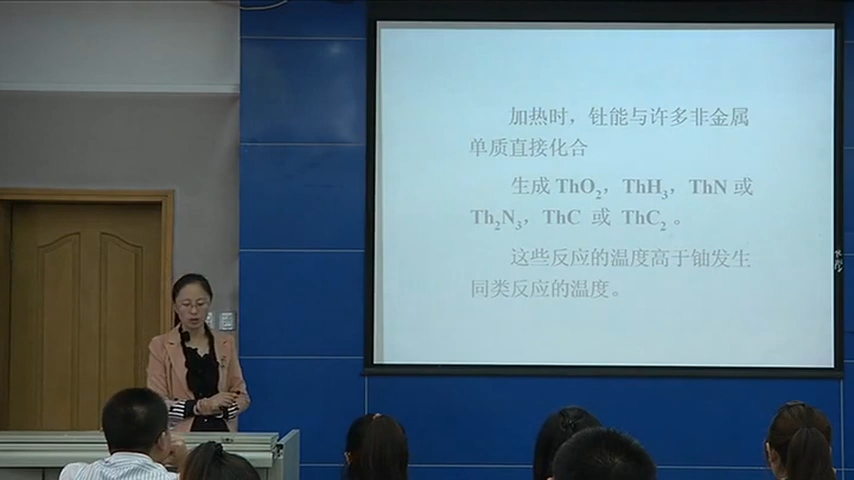 加热时，钍能与许多非金属
单质直接化合
生成 ThO₂，ThH₃，ThN 或
Th₂N₃，ThC 或 ThC₂ 。
这些反应的温度高于铀发生
同类反应的温度。